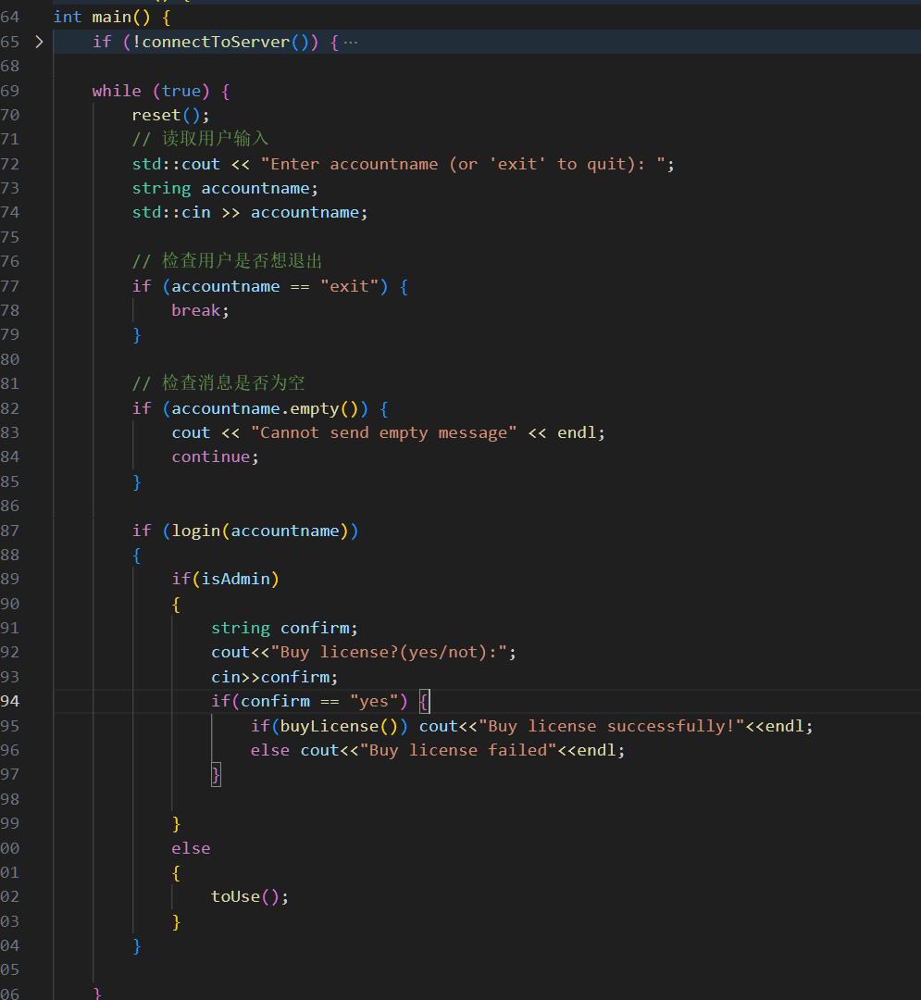 64 int main() {
65 if (!connectToServer()) { ···
68
69 while (true) {
70 reset();
71 // 读取用户输入
72 std::cout << "Enter accountname (or 'exit' to quit): ";
73 string accountname;
74 std::cin >> accountname;
75
76 // 检查用户是否想退出
77 if (accountname == "exit") {
78 break;
79 }
80
81 // 检查消息是否为空
82 if (accountname.empty()) {
83 cout << "Cannot send empty message" << endl;
84 continue;
85 }
86
87 if (login(accountname))
88 {
89 if(isAdmin)
90 {
91 string confirm;
92 cout<<"Buy license?(yes/not):";
93 cin>>confirm;
94 if(confirm == "yes") {
95 if(buyLicense()) cout<<"Buy license successfully!"<<endl;
96 else cout<<"Buy license failed"<<endl;
97 }
98
99 }
00 else
01 {
02 toUse();
03 }
04 }
05
06 }